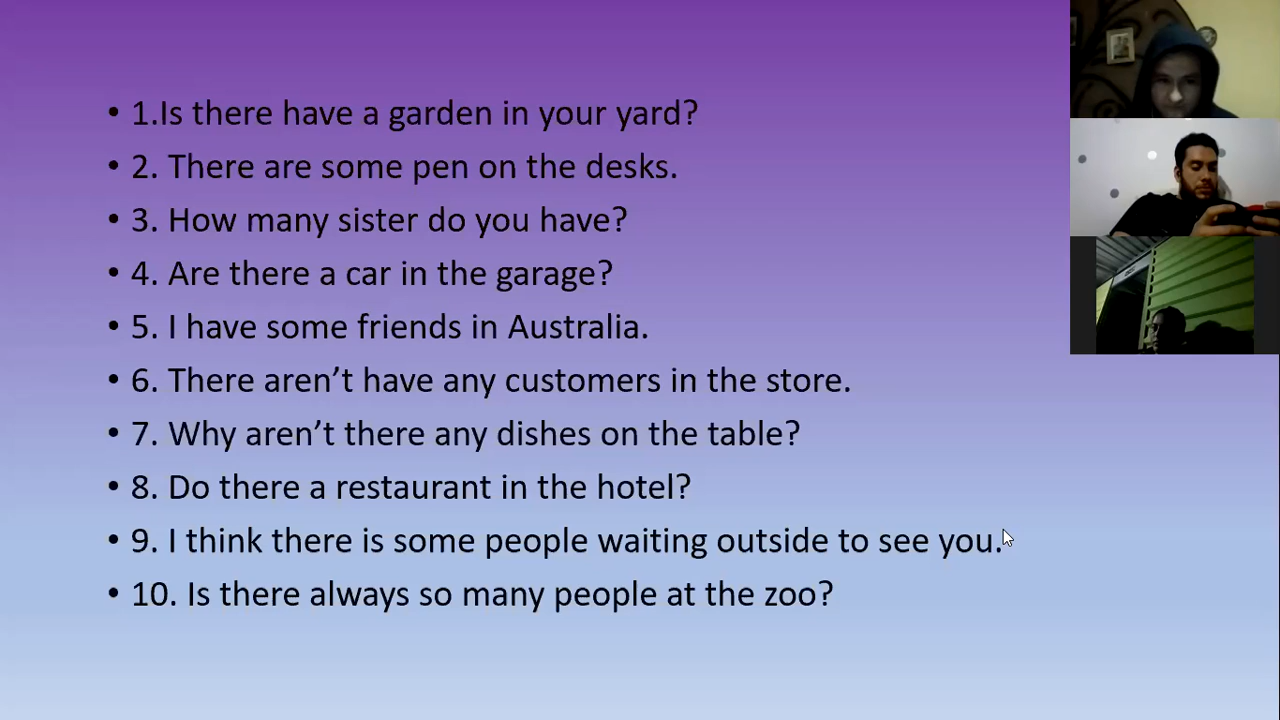 • 1.Is there have a garden in your yard?
• 2. There are some pen on the desks.
• 3. How many sister do you have?
• 4. Are there a car in the garage?
• 5. I have some friends in Australia.
• 6. There aren’t have any customers in the store.
• 7. Why aren’t there any dishes on the table?
• 8. Do there a restaurant in the hotel?
• 9. I think there is some people waiting outside to see you.
• 10. Is there always so many people at the zoo?